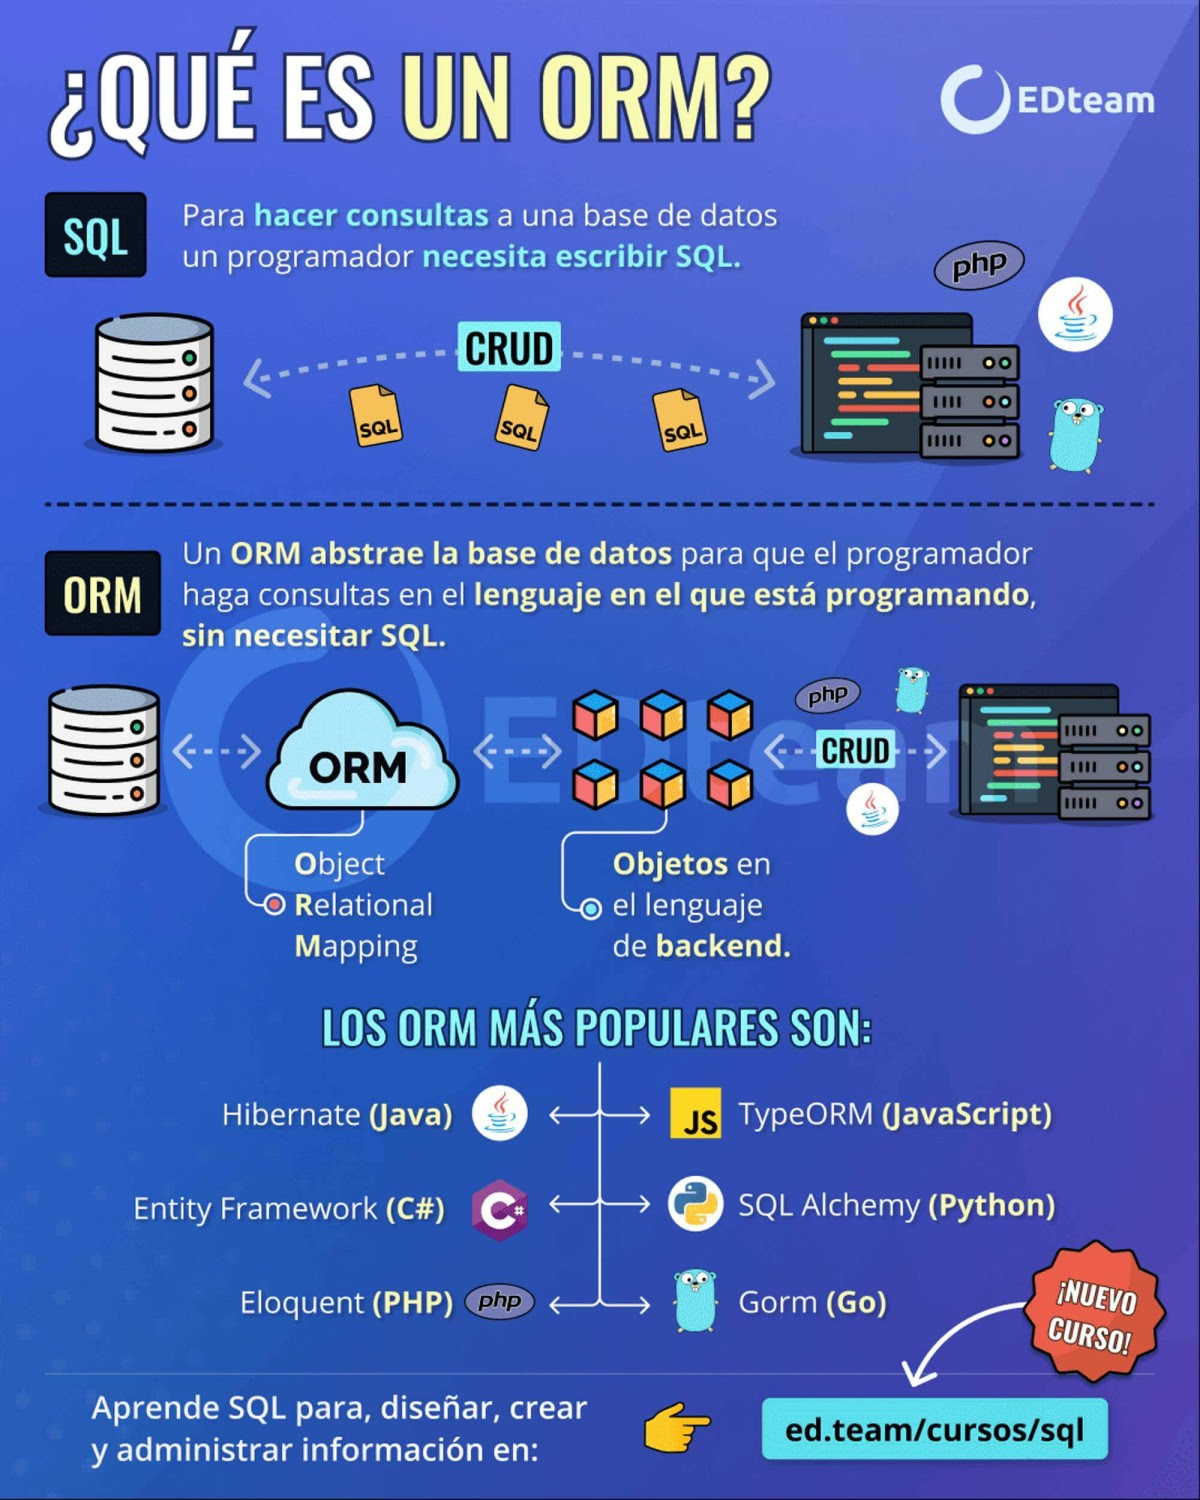 ¿QUÉ ES UN ORM?
EDteam
SQL
Para hacer consultas a una base de datos
un programador necesita escribir SQL.
php
CRUD
SQL
SQL
SQL
ORM
Un ORM abstrae la base de datos para que el programador
haga consultas en el lenguaje en el que está programando,
sin necesitar SQL.
EDteam
php
ORM
CRUD
Object
Relational
Mapping
Objetos en
el lenguaje
de backend.
LOS ORM MÁS POPULARES SON:
Hibernate (Java)
JS
TypeORM (JavaScript)
Entity Framework (C#)
C#
SQL Alchemy (Python)
Eloquent (PHP)
php
Gorm (Go)
¡NUEVO
CURSO!
Aprende SQL para, diseñar, crear
y administrar información en:
ed.team/cursos/sql